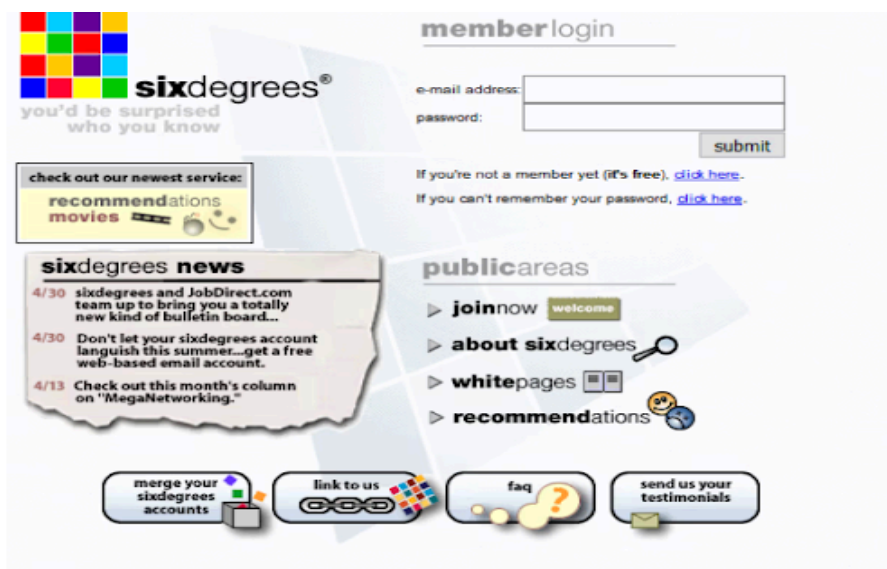 sixdegrees®
you'd be surprised
who you know
memberlogin
e-mail address:
password:
submit
If you're not a member yet (it's free), click here.
If you can't remember your password, click here.
check out our newest service:
recommendations
movies
sixdegrees news
4/30 sixdegrees and JobDirect.com
team up to bring you a totally
new kind of bulletin board...
4/30 Don't let your sixdegrees account
languish this summer...get a free
web-based email account.
4/13 Check out this month's column
on "MegaNetworking."
publicareas
joinnow welcome
about sixdegrees
whitepages
recommendations
merge your
sixdegrees
accounts
link to us
faq
?
send us your
testimonials